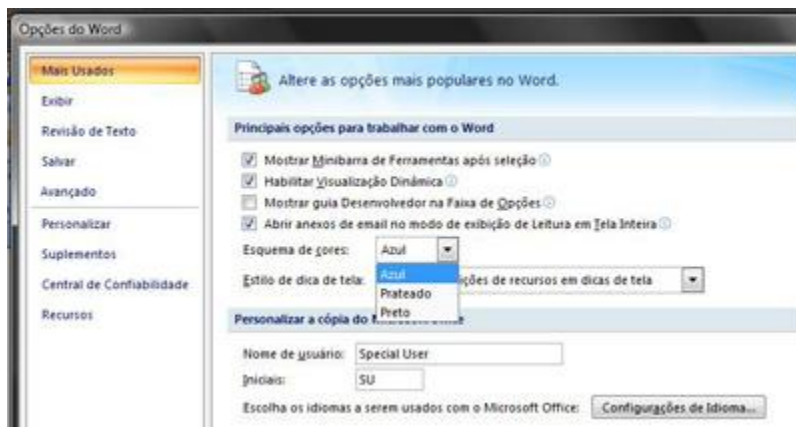 Opções do Word
Mais Usados
Exibir
Revisão de Texto
Salvar
Avançado
Personalizar
Suplementos
Central de Confiabilidade
Recursos
Altere as opções mais populares no Word.
Principais opções para trabalhar com o Word
Mostrar Minibarra de Ferramentas após seleção
Habilitar Visualização Dinâmica
Mostrar guia Desenvolvedor na Faixa de Opções
Abrir anexos de email no modo de exibição de Leitura em Tela Inteira
Esquema de cores: Azul
Azul
Estilo de dica de tela: ições de recursos em dicas de tela
Prateado
Preto
Personalizar a cópia do
Nome de usuário: Special User
Iniciais: SU
Escolha os idiomas a serem usados com o Microsoft Office: Configurações de Idioma...